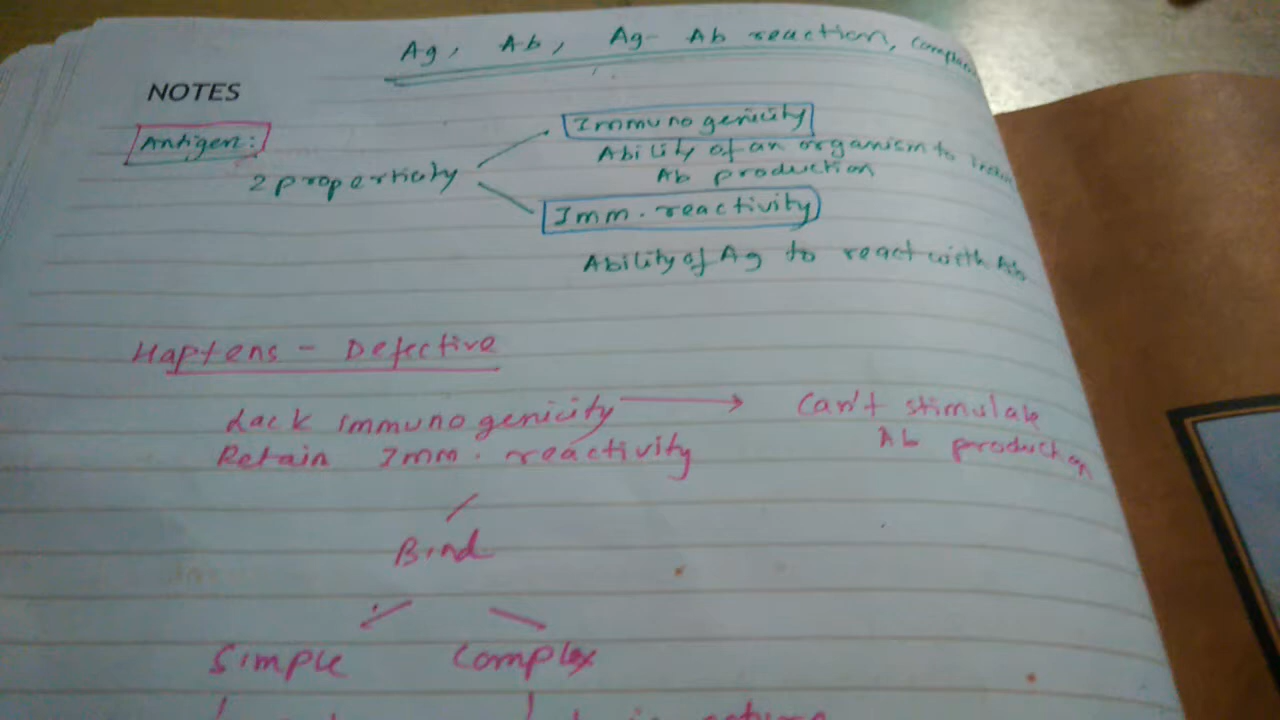 Ag, Ab, Ag- Ab reaction,
NOTES
Antigen:
2 properticity
Immunogenicity
Ability of an organism to
Ab production
Imm. reactivity
Ability of Ag to react with Ab
Haptens - Defective
Lack immunogenicity → Can't stimulate
Ab production
Retain Imm. reactivity
Bind
Simple Complex